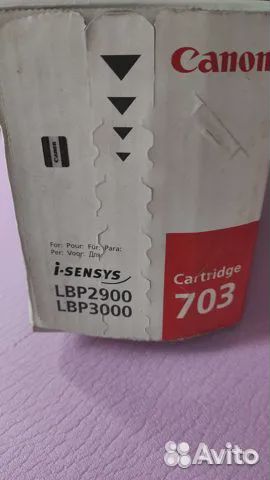 Canon
Canon
For: Pour: Für: Para:
Per: Voor: Для:
i-SENSYS
LBP2900
LBP3000
Cartridge
703
Avito